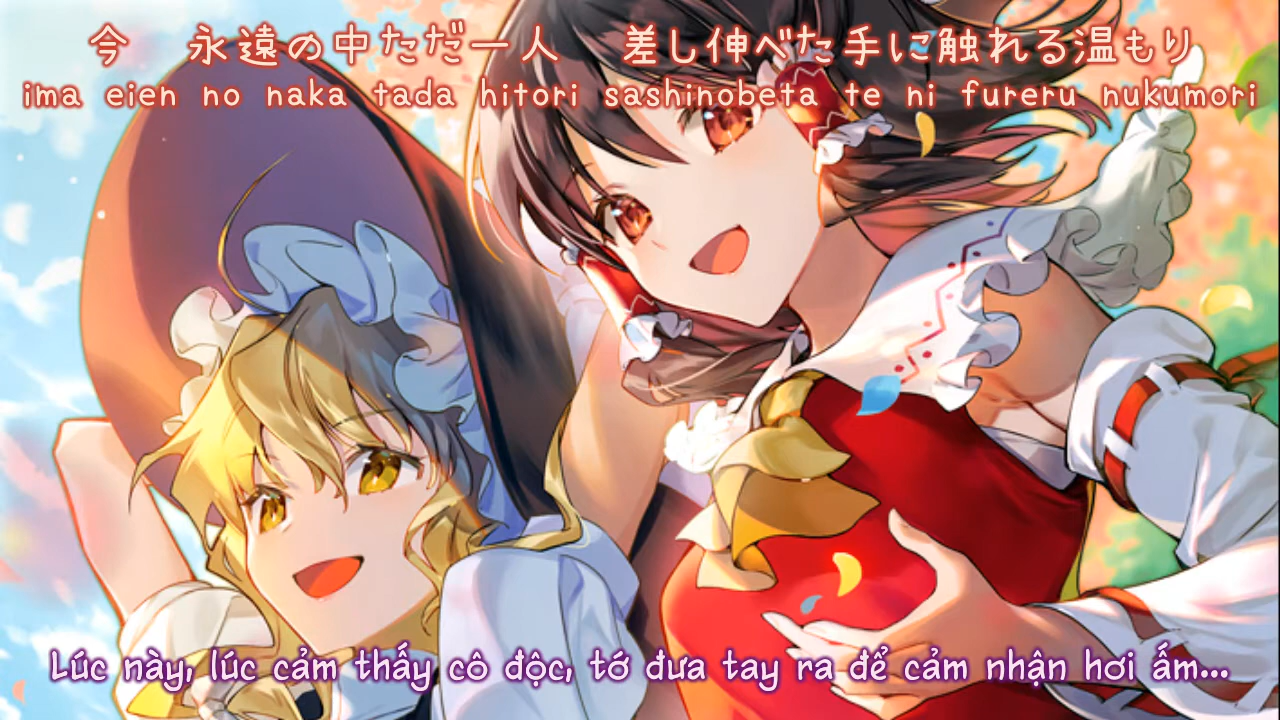 今　永遠の中ただ一人　差し伸べた手に触れる温もり
ima eien no naka tada hitori sashinobeta te ni fureru nukumori
Lúc này, lúc cảm thấy cô độc, tớ đưa tay ra để cảm nhận hơi ấm...